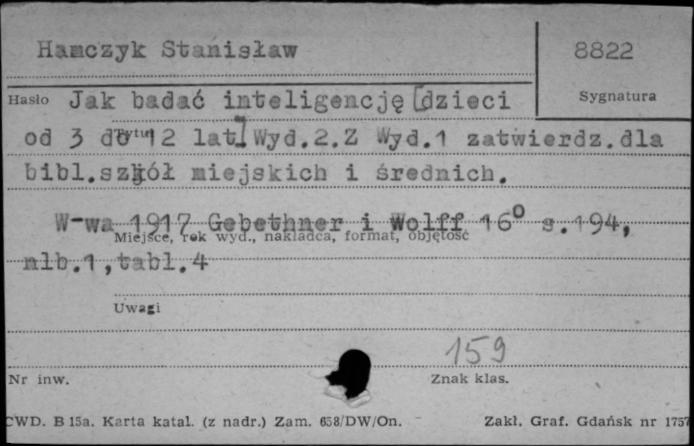 Hamczyk Stanisław
8822
Hasło Jak badać inteligencję [dzieci
Sygnatura
od 3 do 12 lat] Wyd.2.Z Wyd.1 zatwierdz.dla
Tytuł
bibl.szkół miejskich i średnich.
W-wa 1917 Gebethner i Wolff 16° s.194,
Miejsce, rok wyd., nakładca, format, objętość
nlb.1,tabl.4
Uwagi
159
Nr inw.
Znak klas.
CWD. B 15a. Karta katal. (z nadr.) Zam. 658/DW/On. Zakł. Graf. Gdańsk nr 1757